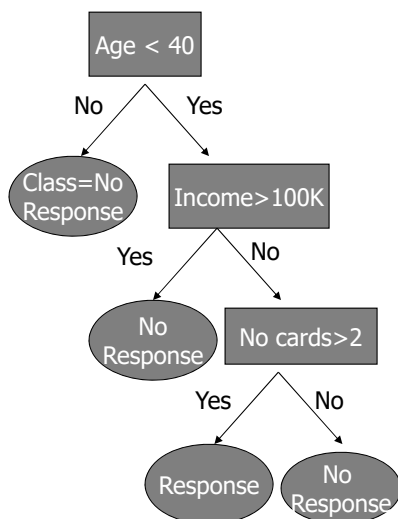 Age < 40
No
Yes
Class=No
Response
Income>100K
Yes
No
No
Response
No cards>2
Yes
No
Response
No
Response